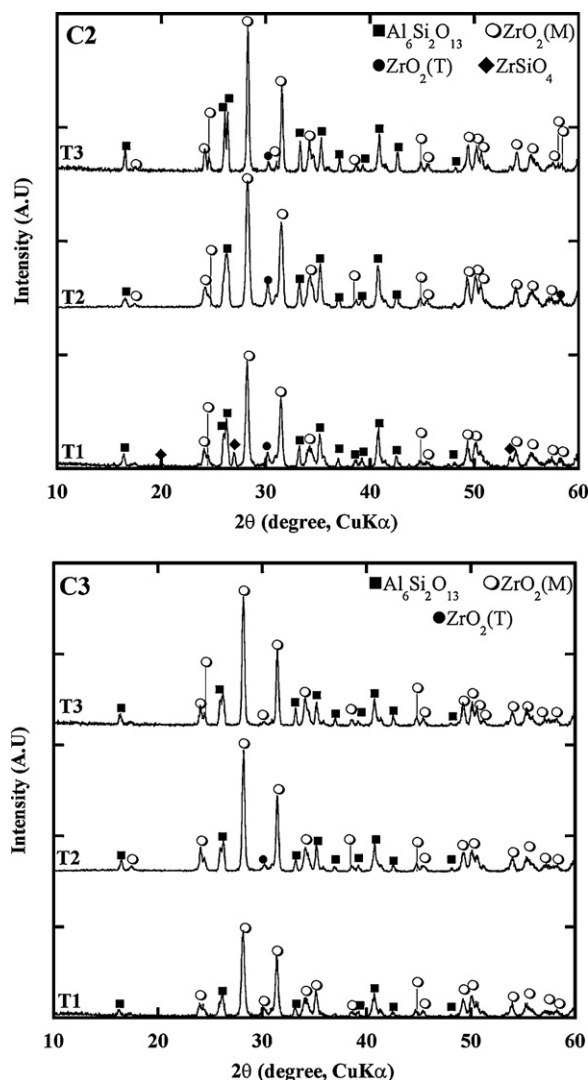 C2
■ Al₆Si₂O₁₃ ○ ZrO₂(M)
● ZrO₂(T) ◆ ZrSiO₄
T3
T2
T1
Intensity (A.U)
10 20 30 40 50 60
2θ (degree, CuKα)
C3
■ Al₆Si₂O₁₃ ○ ZrO₂(M)
● ZrO₂(T)
T3
T2
T1
Intensity (A.U)
10 20 30 40 50 60
2θ (degree, CuKα)